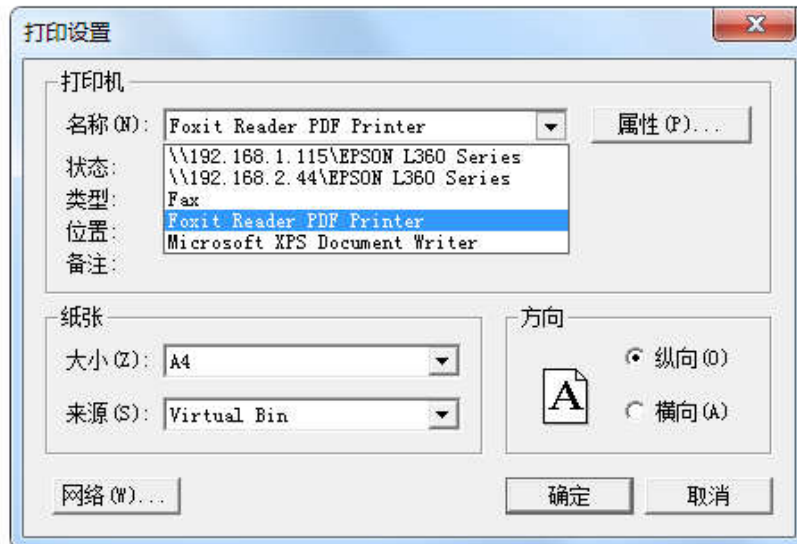 打印设置
打印机
名称(N): Foxit Reader PDF Printer 属性(P)...
\\192.168.1.115\EPSON L360 Series
状态: \\192.168.2.44\EPSON L360 Series
类型: Fax
位置: Foxit Reader PDF Printer
Microsoft XPS Document Writer
备注:
纸张 方向
大小(Z): A4 纵向(O)
来源(S): Virtual Bin A 横向(A)
网络(W)... 确定 取消